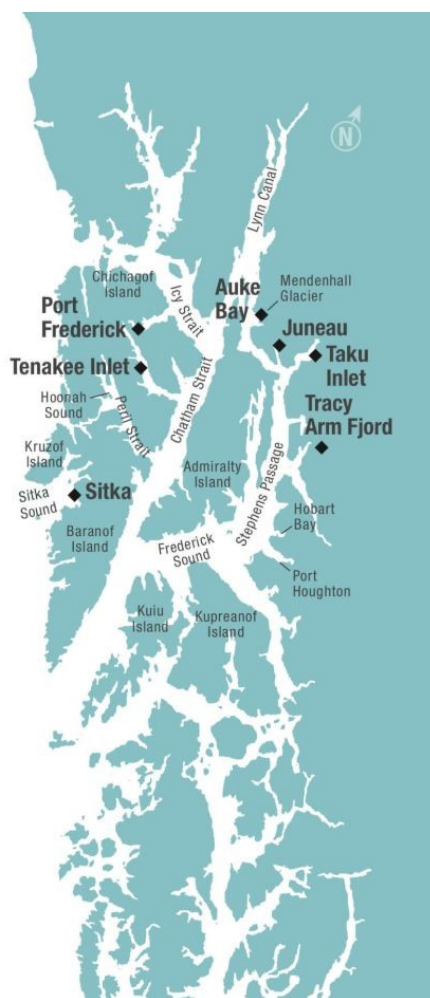 N
Lynn Canal
Chichagof
Island
Icy Strait
Auke
Bay
Mendenhall
Glacier
Port
Frederick
Juneau
Tenakee Inlet
Taku
Inlet
Chatham Strait
Hoonah
Sound
Peril Strait
Tracy
Arm Fjord
Kruzof
Island
Admiralty
Island
Sitka
Sound
Sitka
Stephens Passage
Hobart
Bay
Baranof
Island
Frederick
Sound
Port
Houghton
Kuiu
Island
Kupreanof
Island